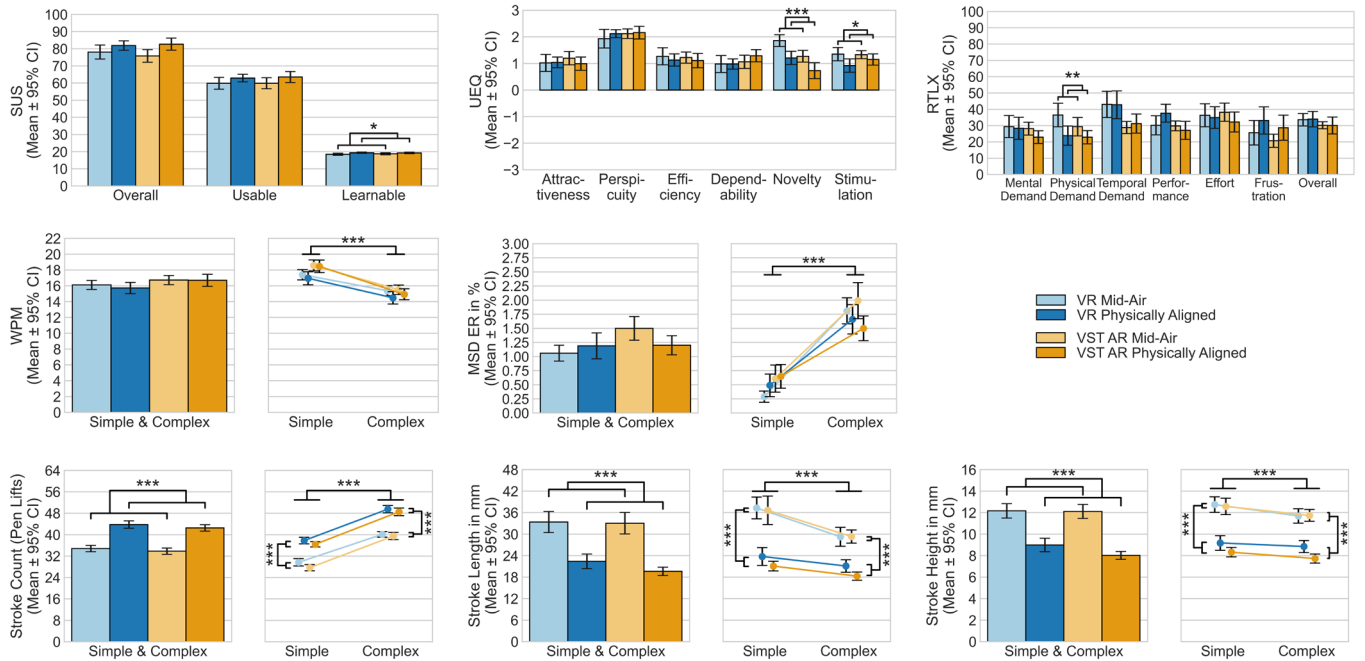 SUS
(Mean ± 95% CI)
100
90
80
70
60
50
40
30
20
10
0
*
Overall
Usable
Learnable
UEQ
(Mean ± 95% CI)
3
2
1
0
−1
−2
−3
***
*
Attrac-
tiveness
Perspi-
cuity
Effi-
ciency
Depend-
ability
Novelty
Stimu-
lation
RTLX
(Mean ± 95% CI)
100
90
80
70
60
50
40
30
20
10
0
**
Mental
Demand
Physical
Demand
Temporal
Demand
Perfor-
mance
Effort
Frus-
tration
Overall
WPM
(Mean ± 95% CI)
22
20
18
16
14
12
10
8
6
4
2
0
Simple & Complex
***
Simple
Complex
MSD ER in %
(Mean ± 95% CI)
3.00
2.75
2.50
2.25
2.00
1.75
1.50
1.25
1.00
0.75
0.50
0.25
0.00
Simple & Complex
***
Simple
Complex
VR Mid-Air
VR Physically Aligned
VST AR Mid-Air
VST AR Physically Aligned
Stroke Count (Pen Lifts)
(Mean ± 95% CI)
64
56
48
40
32
24
16
8
0
***
Simple & Complex
***
***
***
Simple
Complex
Stroke Length in mm
(Mean ± 95% CI)
48
42
36
30
24
18
12
6
0
***
Simple & Complex
***
***
***
Simple
Complex
Stroke Height in mm
(Mean ± 95% CI)
16
14
12
10
8
6
4
2
0
***
Simple & Complex
***
***
***
Simple
Complex